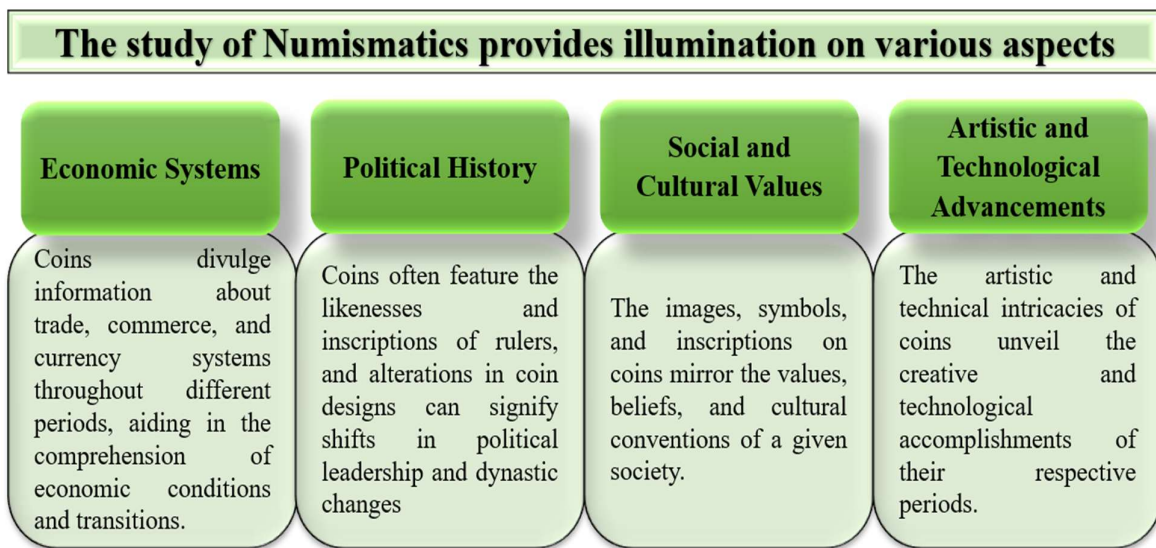 The study of Numismatics provides illumination on various aspects
Economic Systems
Coins divulge
information about
trade, commerce, and
currency systems
throughout different
periods, aiding in the
comprehension of
economic conditions
and transitions.
Political History
Coins often feature the
likenesses and
inscriptions of rulers,
and alterations in coin
designs can signify
shifts in political
leadership and dynastic
changes
Social and
Cultural Values
The images, symbols,
and inscriptions on
coins mirror the values,
beliefs, and cultural
conventions of a given
society.
Artistic and
Technological
Advancements
The artistic and
technical intricacies of
coins unveil the
creative and
technological
accomplishments of
their respective
periods.